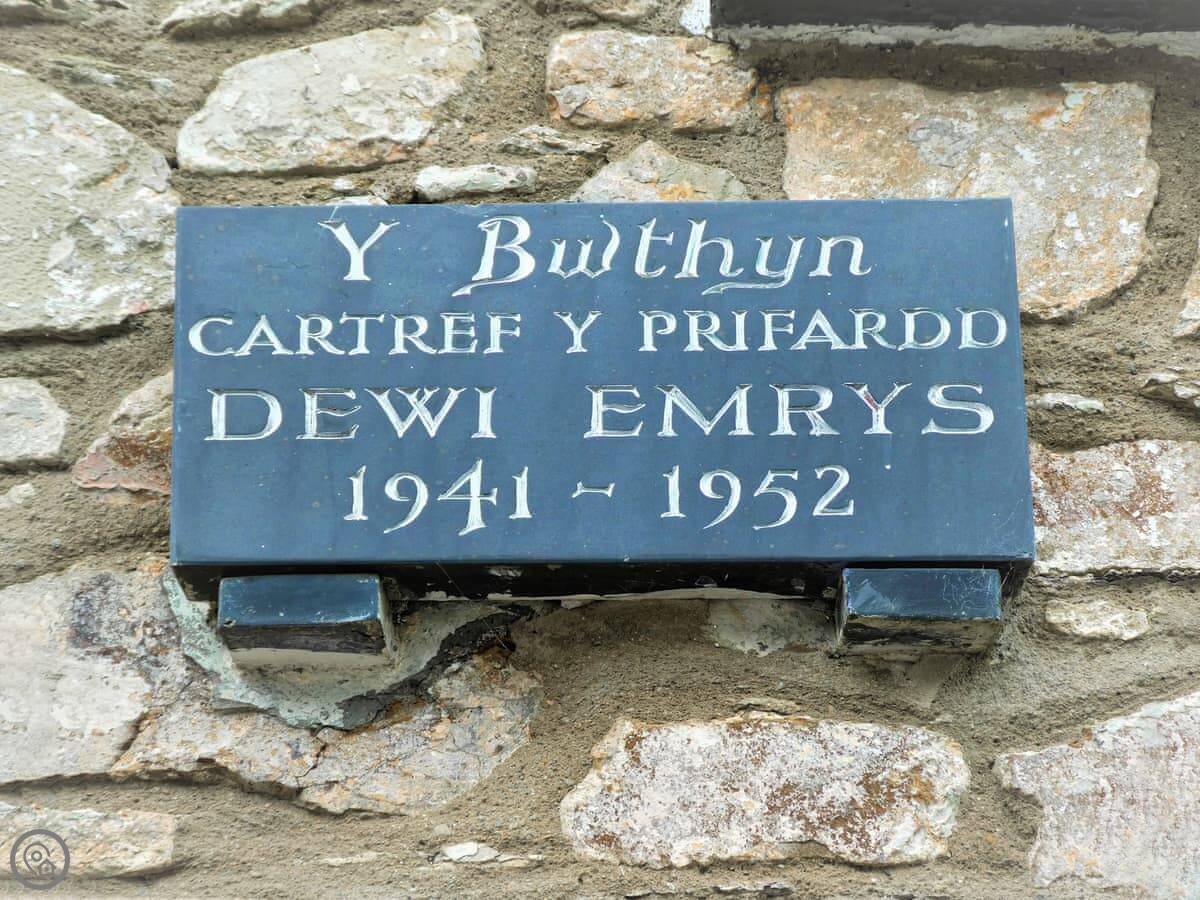 Y Bwthyn
CARTREF Y PRIFARDD
DEWI EMRYS
1941 - 1952